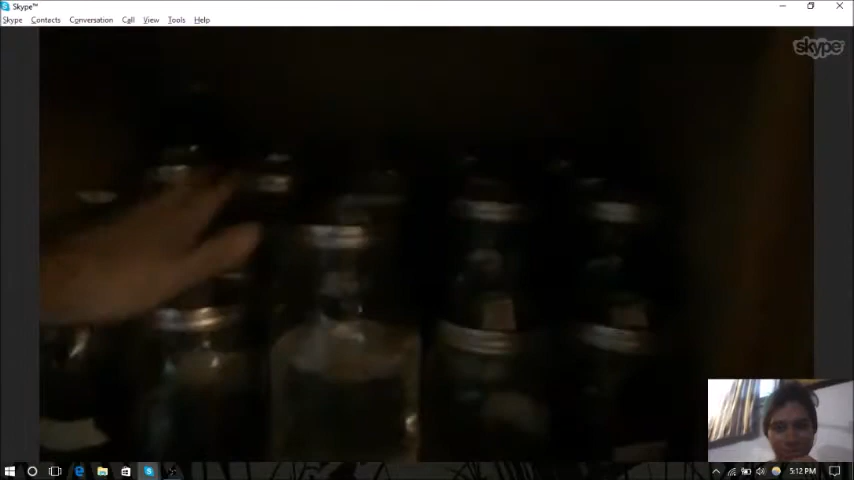 Skype™
Skype Contacts Conversation Call View Tools Help
skype
5:12 PM